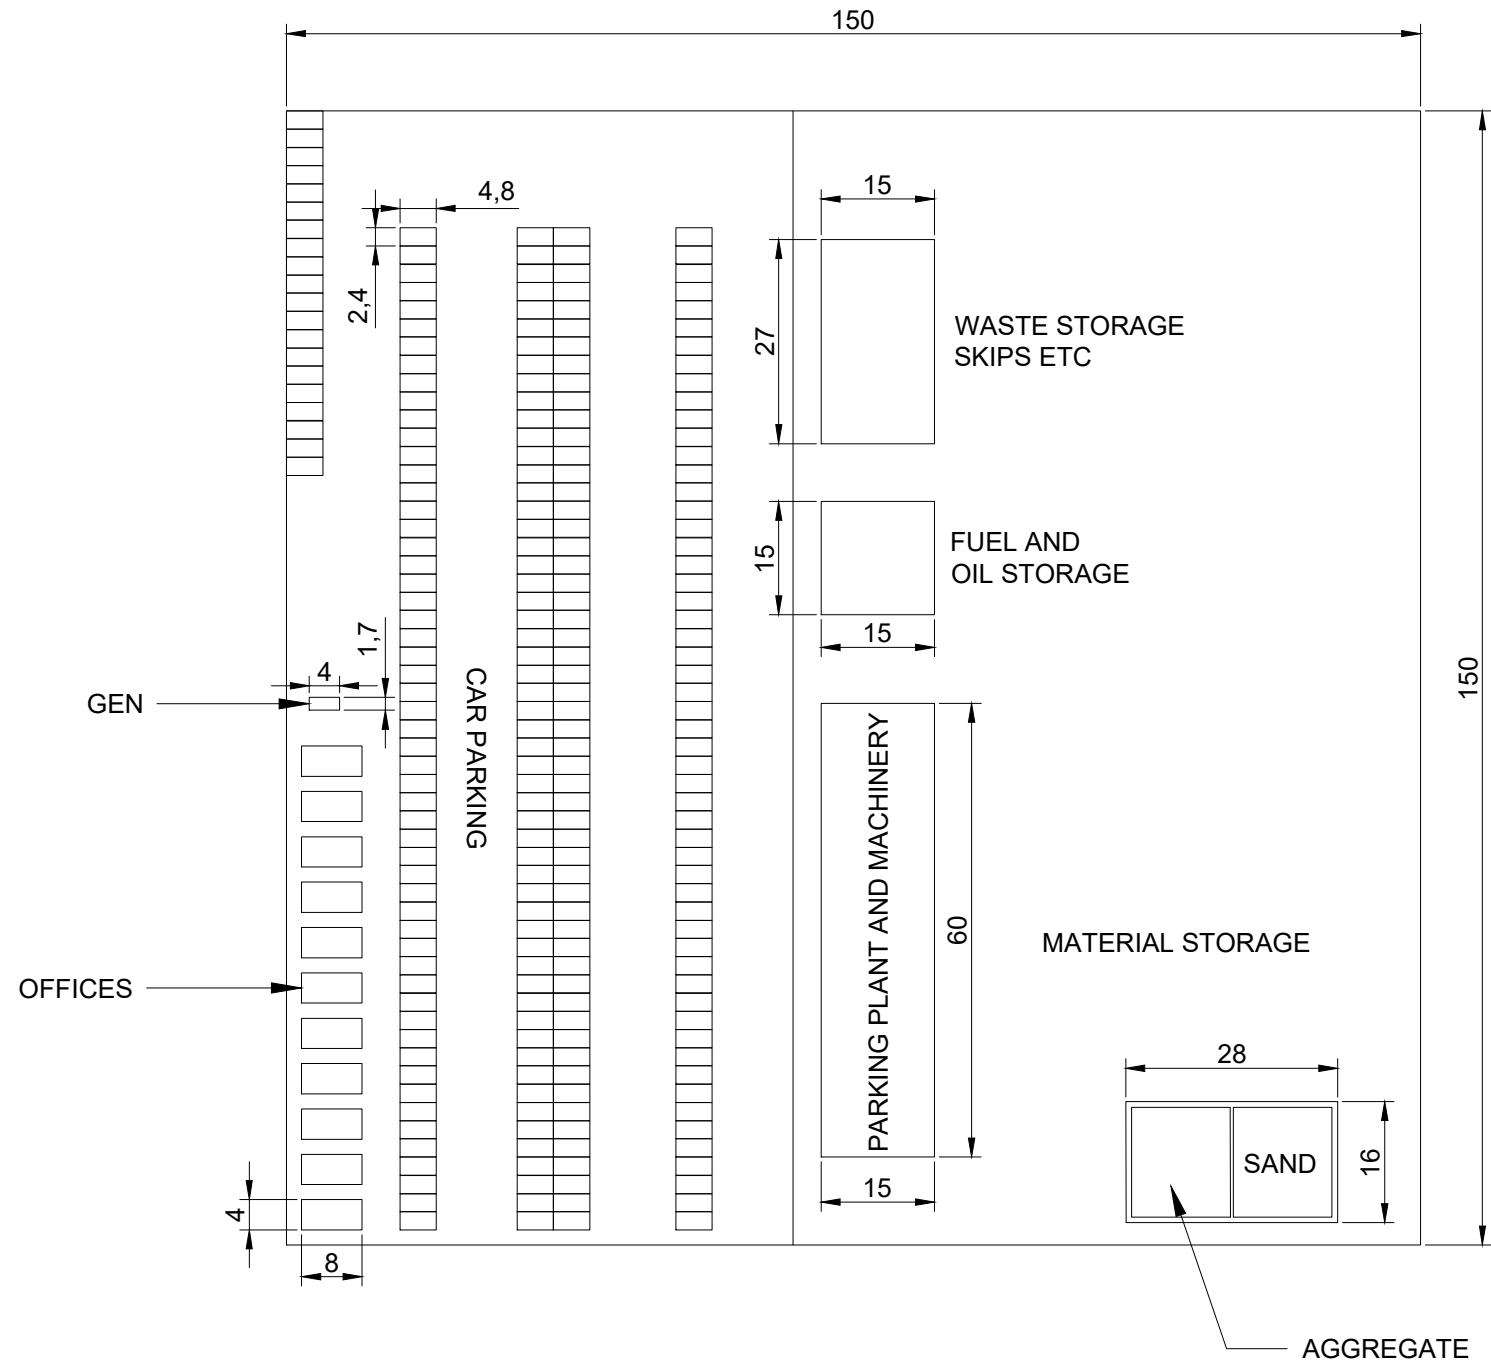 150
4,8
15
2,4
27
WASTE STORAGE
SKIPS ETC
FUEL AND
OIL STORAGE
15
15
1,7
4
GEN
CAR PARKING
150
PARKING PLANT AND MACHINERY
60
MATERIAL STORAGE
OFFICES
28
SAND
16
15
4
8
AGGREGATE